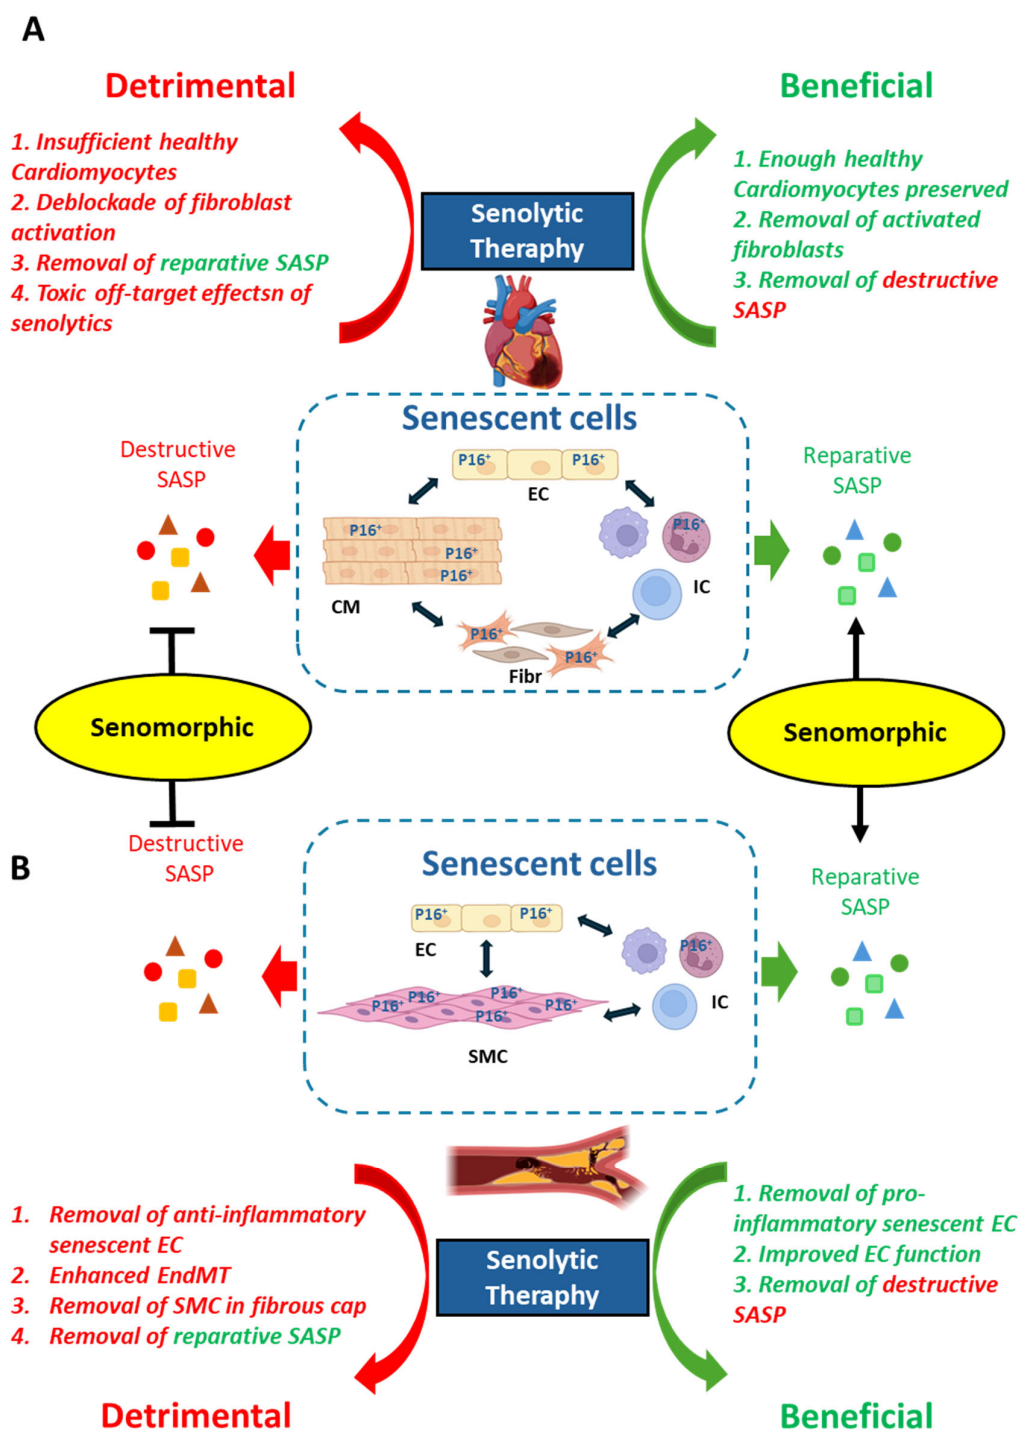 A
Detrimental
1. Insufficient healthy
Cardiomyocytes
2. Deblockade of fibroblast
activation
3. Removal of reparative SASP
4. Toxic off-target effectsn of
senolytics
Senolytic
Theraphy
Beneficial
1. Enough healthy
Cardiomyocytes preserved
2. Removal of activated
fibroblasts
3. Removal of destructive
SASP
Senescent cells
Destructive
SASP
Reparative
SASP
P16+
P16+
EC
P16+
P16+
P16+
CM
P16+
IC
P16+
P16+
Fibr
Senomorphic
Senomorphic
B
Destructive
SASP
Senescent cells
Reparative
SASP
P16+
P16+
EC
P16+
P16+
P16+
P16+
P16+
P16+
IC
SMC
1. Removal of anti-inflammatory
senescent EC
2. Enhanced EndMT
3. Removal of SMC in fibrous cap
4. Removal of reparative SASP
Detrimental
Senolytic
Theraphy
1. Removal of pro-
inflammatory senescent EC
2. Improved EC function
3. Removal of destructive
SASP
Beneficial